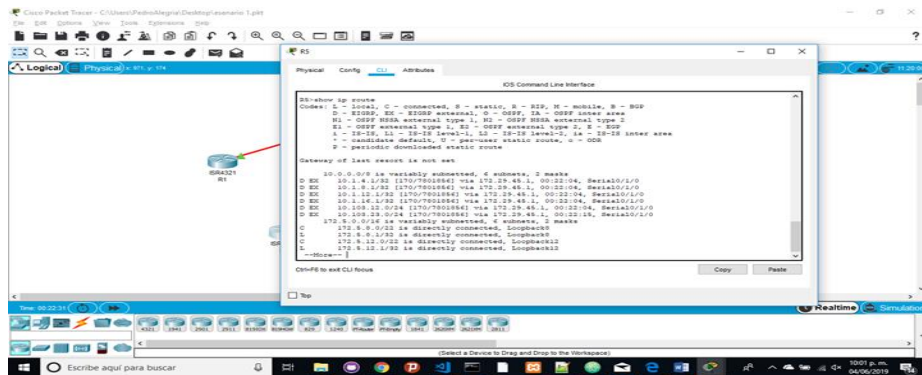 Cisco Packet Tracer - C:\Users\PedroAlegria\Desktop\esenario 1.pkt
File Edit Options View Tools Extensions Help
Logical
Physical x: 971, y: 174
11:20:0
ISR4321
R1
R5
Physical Config CLI Attributes
IOS Command Line Interface
R5>show ip route
Codes: L - local, C - connected, S - static, R - RIP, M - mobile, B - BGP
D - EIGRP, EX - EIGRP external, O - OSPF, IA - OSPF inter area
N1 - OSPF NSSA external type 1, N2 - OSPF NSSA external type 2
E1 - OSPF external type 1, E2 - OSPF external type 2, E - EGP
i - IS-IS, L1 - IS-IS level-1, L2 - IS-IS level-2, ia - IS-IS inter area
* - candidate default, U - per-user static route, o - ODR
P - periodic downloaded static route
Gateway of last resort is not set
10.0.0.0/8 is variably subnetted, 6 subnets, 2 masks
D EX 10.1.4.1/32 [170/7801856] via 172.29.45.1, 00:22:04, Serial0/1/0
D EX 10.1.8.1/32 [170/7801856] via 172.29.45.1, 00:22:04, Serial0/1/0
D EX 10.1.12.1/32 [170/7801856] via 172.29.45.1, 00:22:04, Serial0/1/0
D EX 10.1.16.1/32 [170/7801856] via 172.29.45.1, 00:22:04, Serial0/1/0
D EX 10.103.12.0/24 [170/7801856] via 172.29.45.1, 00:22:04, Serial0/1/0
D EX 10.103.23.0/24 [170/7801856] via 172.29.45.1, 00:22:15, Serial0/1/0
172.5.0.0/16 is variably subnetted, 6 subnets, 2 masks
C 172.5.8.0/22 is directly connected, Loopback8
L 172.5.8.1/32 is directly connected, Loopback8
C 172.5.12.0/22 is directly connected, Loopback12
L 172.5.12.1/32 is directly connected, Loopback12
--More--
Ctrl+F6 to exit CLI focus
Copy Paste
Top
Time: 00:22:31
Realtime
Simulation
4331 1941 2901 2911 819IOX 819HGW 829 1240 PT-Router PT-Empty 1841 2620XM 2621XM 2811
(Select a Device to Drag and Drop to the Workspace)
Escribe aquí para buscar
10:01 p. m.
04/06/2019